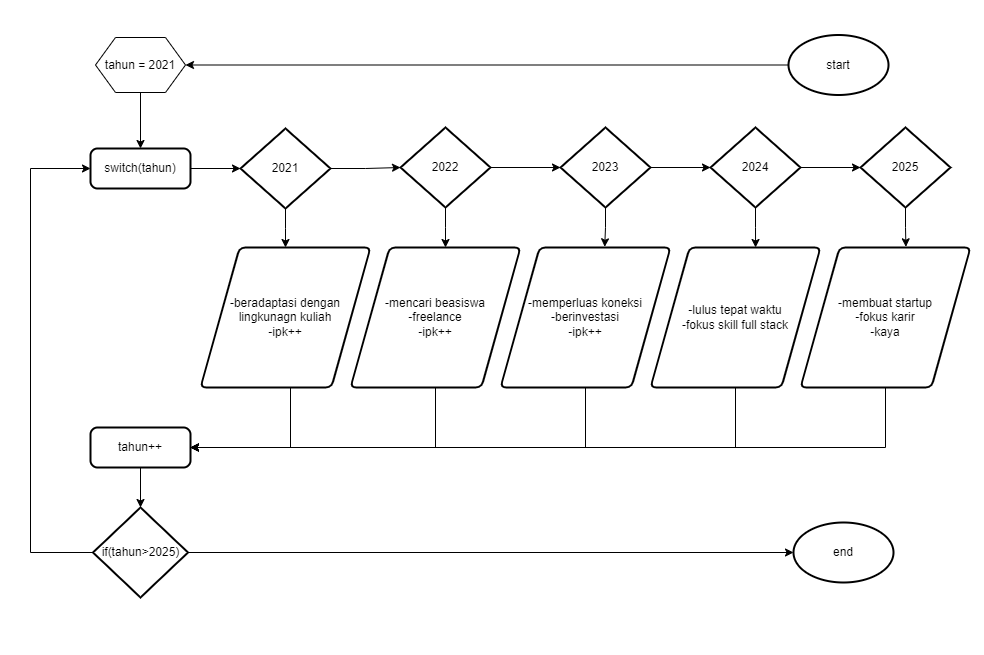 start
tahun = 2021
switch(tahun)
2021
2022
2023
2024
2025
-beradaptasi dengan
lingkunagn kuliah
-ipk++
-mencari beasiswa
-freelance
-ipk++
-memperluas koneksi
-berinvestasi
-ipk++
-lulus tepat waktu
-fokus skill full stack
-membuat startup
-fokus karir
-kaya
tahun++
if(tahun>2025)
end